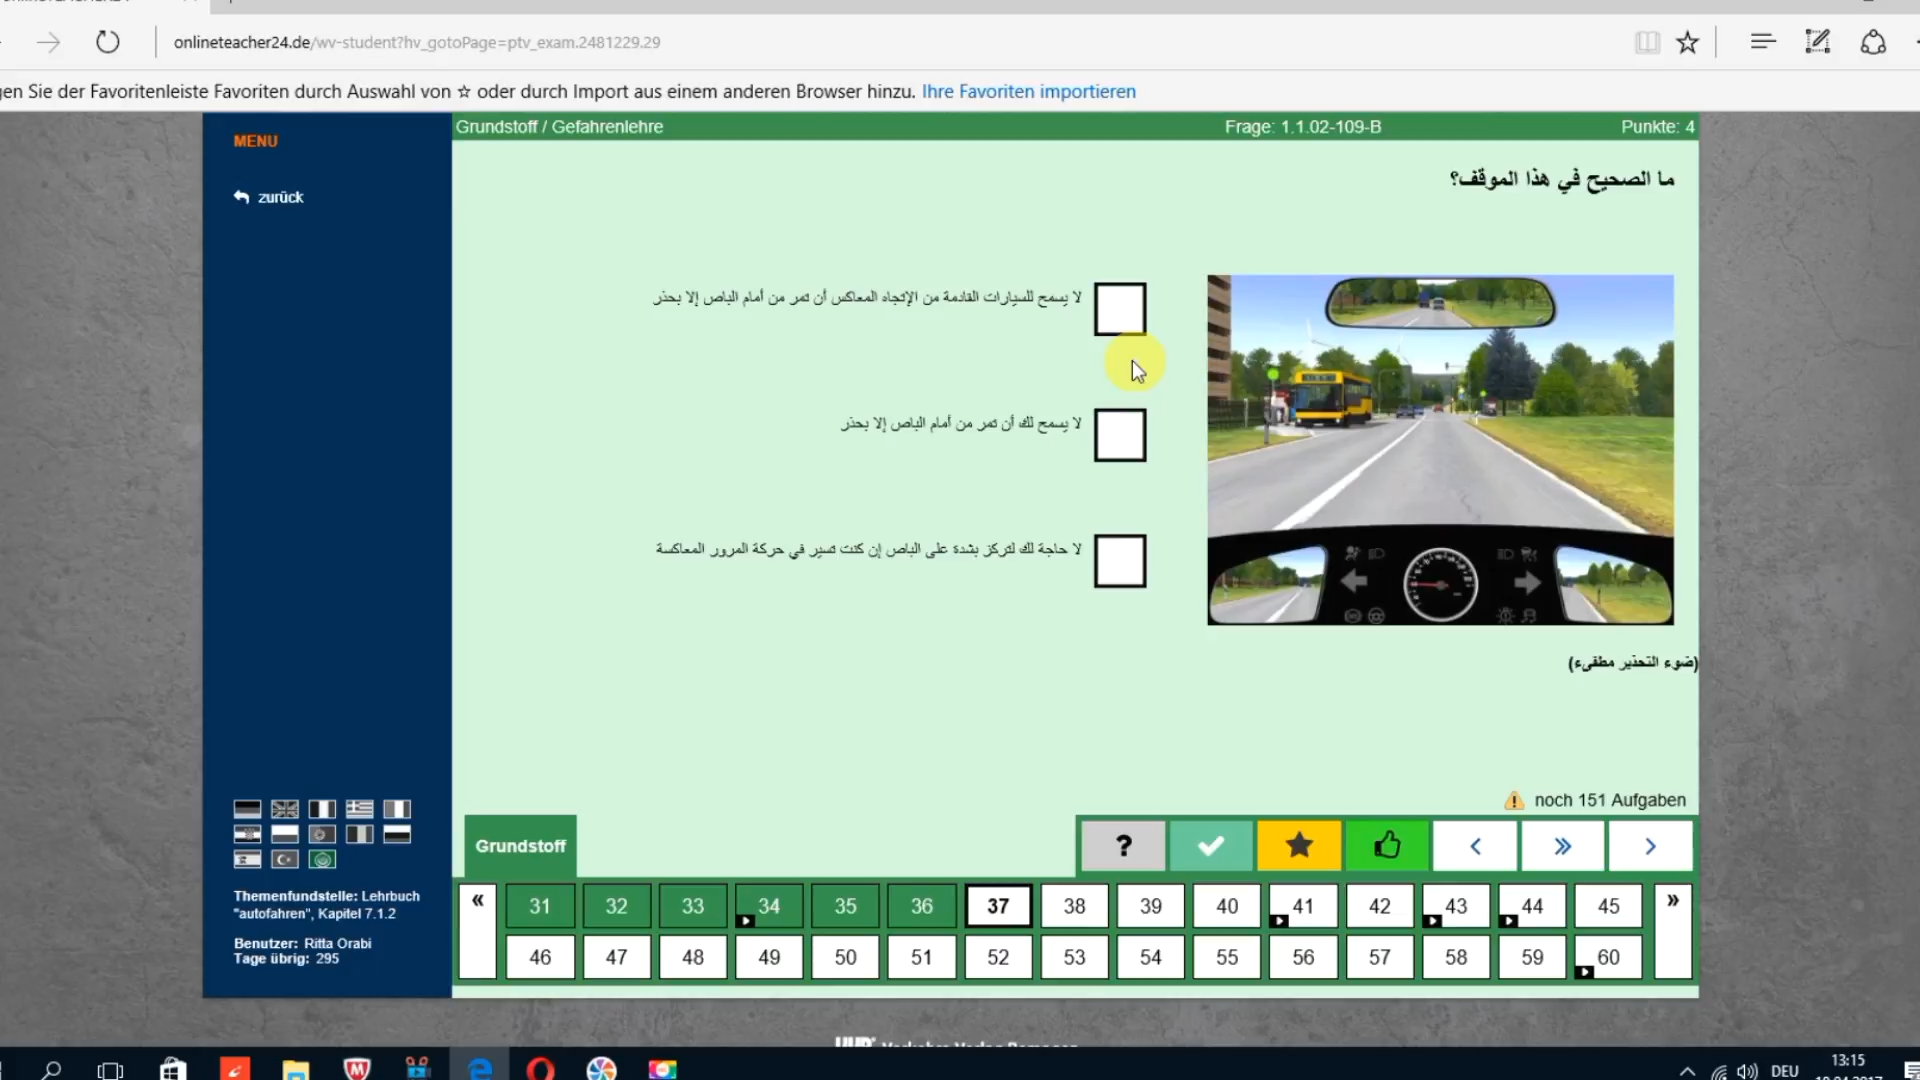 onlineteacher24.de/wv-student?hv_gotoPage=ptv_exam.2481229.29
gen Sie der Favoritenleiste Favoriten durch Auswahl von ☆ oder durch Import aus einem anderen Browser hinzu. Ihre Favoriten importieren
MENU
zurück
Grundstoff / Gefahrenlehre
Frage: 1.1.02-109-B
Punkte: 4
ما الصحيح في هذا الموقف؟
لا يسمح للسيارات القادمة من الإتجاه المعاكس أن تمر من أمام الباص إلا بحذر
لا يسمح لك أن تمر من أمام الباص إلا بحذر
لا حاجة لك لتركز بشدة على الباص إن كنت تسير في حركة المرور المعاكسة
(ضوء التحذير مطفىء)
noch 151 Aufgaben
Grundstoff
?
« 31 32 33 34 35 36 37 38 39 40 41 42 43 44 45 »
46 47 48 49 50 51 52 53 54 55 56 57 58 59 60
Themenfundstelle: Lehrbuch
"autofahren", Kapitel 7.1.2
Benutzer: Ritta Orabi
Tage übrig: 295
DEU
13:15